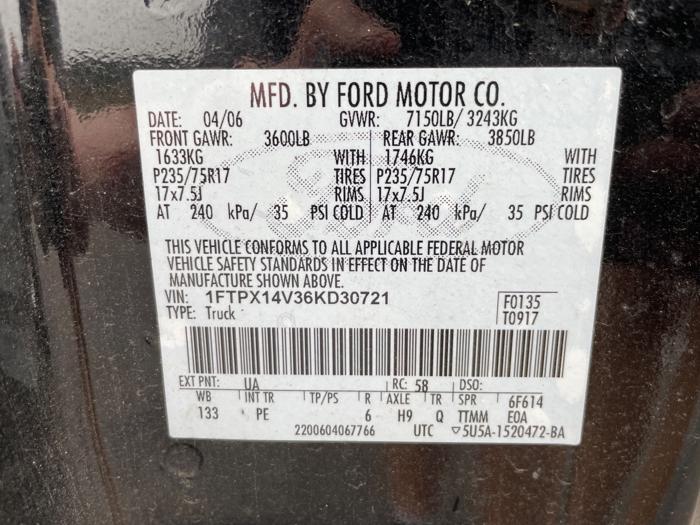 MFD. BY FORD MOTOR CO.
DATE: 04/06 GVWR: 7150LB/ 3243KG
FRONT GAWR: 3600LB REAR GAWR: 3850LB
1633KG WITH 1746KG WITH
P235/75R17 TIRES P235/75R17 TIRES
17x7.5J RIMS 17x7.5J RIMS
AT 240 kPa/ 35 PSI COLD AT 240 kPa/ 35 PSI COLD
THIS VEHICLE CONFORMS TO ALL APPLICABLE FEDERAL MOTOR
VEHICLE SAFETY STANDARDS IN EFFECT ON THE DATE OF
MANUFACTURE SHOWN ABOVE.
VIN: 1FTPX14V36KD30721 F0135
TYPE: Truck T0917
EXT PNT: UA RC: 58 DSO:
WB INT TR TP/PS R AXLE TR SPR 6F614
133 PE 6 H9 Q TTMM EOA
2200604067766 UTC ▽5U5A-1520472-BA